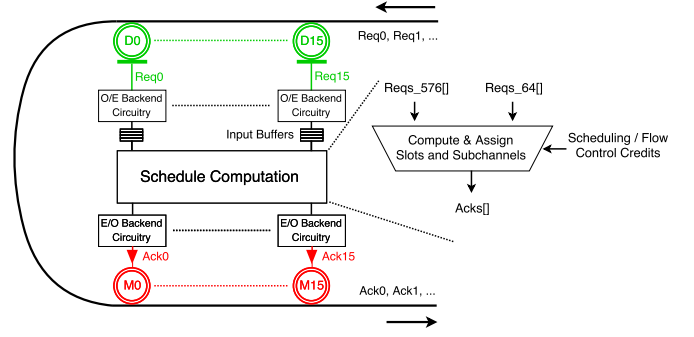 D0
D15
Req0, Req1, ...
Req0
Req15
O/E Backend
Circuitry
O/E Backend
Circuitry
Input Buffers
Schedule Computation
E/O Backend
Circuitry
E/O Backend
Circuitry
Ack0
Ack15
M0
M15
Ack0, Ack1, ...
Reqs_576[]
Reqs_64[]
Compute & Assign
Slots and Subchannels
Scheduling / Flow
Control Credits
Acks[]